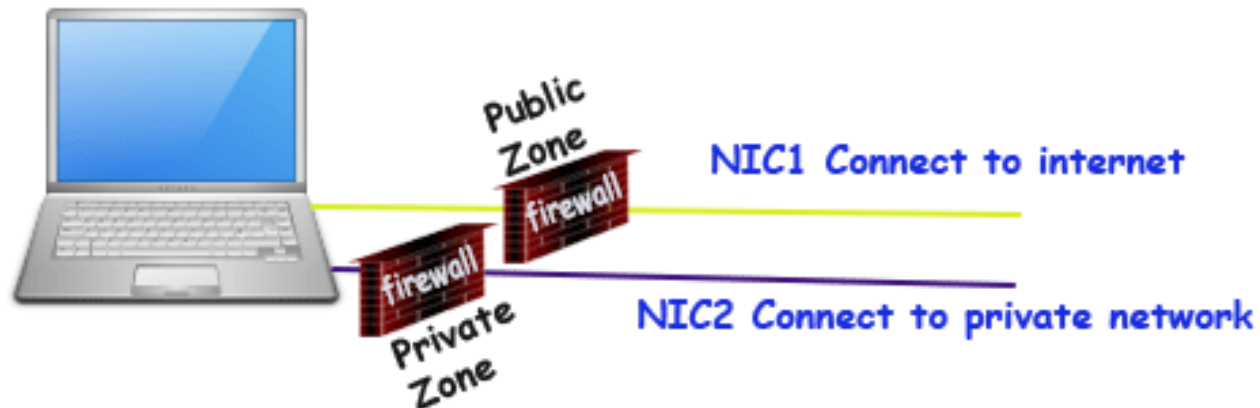 Public
Zone
firewall
NIC1 Connect to internet
firewall
Private
Zone
NIC2 Connect to private network